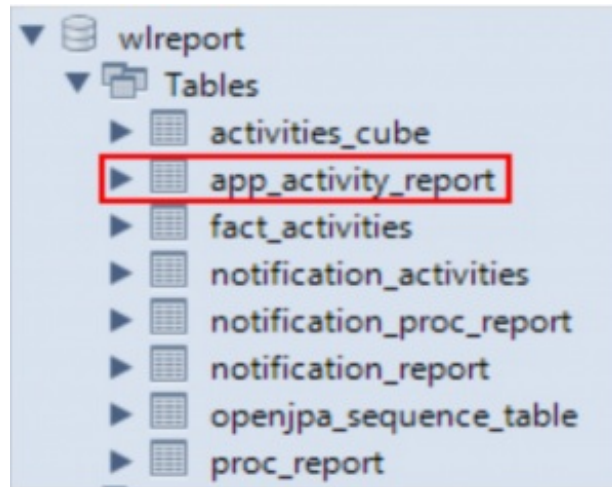 wlreport
Tables
activities_cube
app_activity_report
fact_activities
notification_activities
notification_proc_report
notification_report
openjpa_sequence_table
proc_report